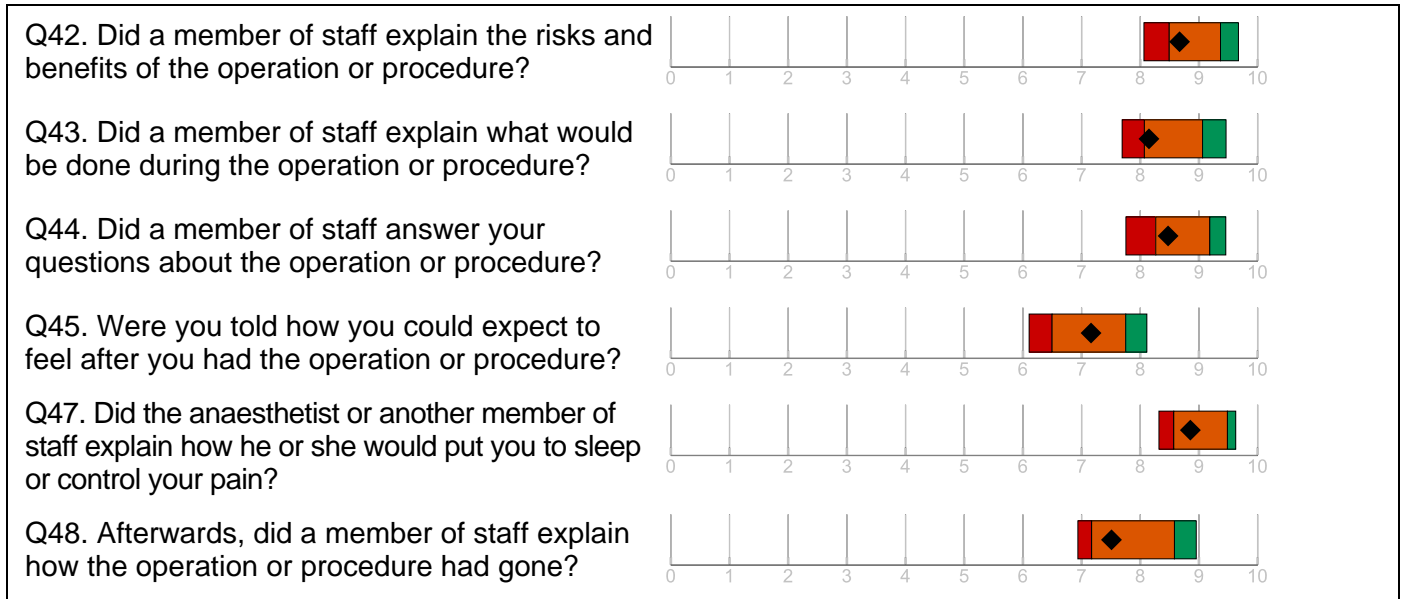 Q42. Did a member of staff explain the risks and
benefits of the operation or procedure?
0 1 2 3 4 5 6 7 8 9 10
Q43. Did a member of staff explain what would
be done during the operation or procedure?
0 1 2 3 4 5 6 7 8 9 10
Q44. Did a member of staff answer your
questions about the operation or procedure?
0 1 2 3 4 5 6 7 8 9 10
Q45. Were you told how you could expect to
feel after you had the operation or procedure?
0 1 2 3 4 5 6 7 8 9 10
Q47. Did the anaesthetist or another member of
staff explain how he or she would put you to sleep
or control your pain?
0 1 2 3 4 5 6 7 8 9 10
Q48. Afterwards, did a member of staff explain
how the operation or procedure had gone?
0 1 2 3 4 5 6 7 8 9 10